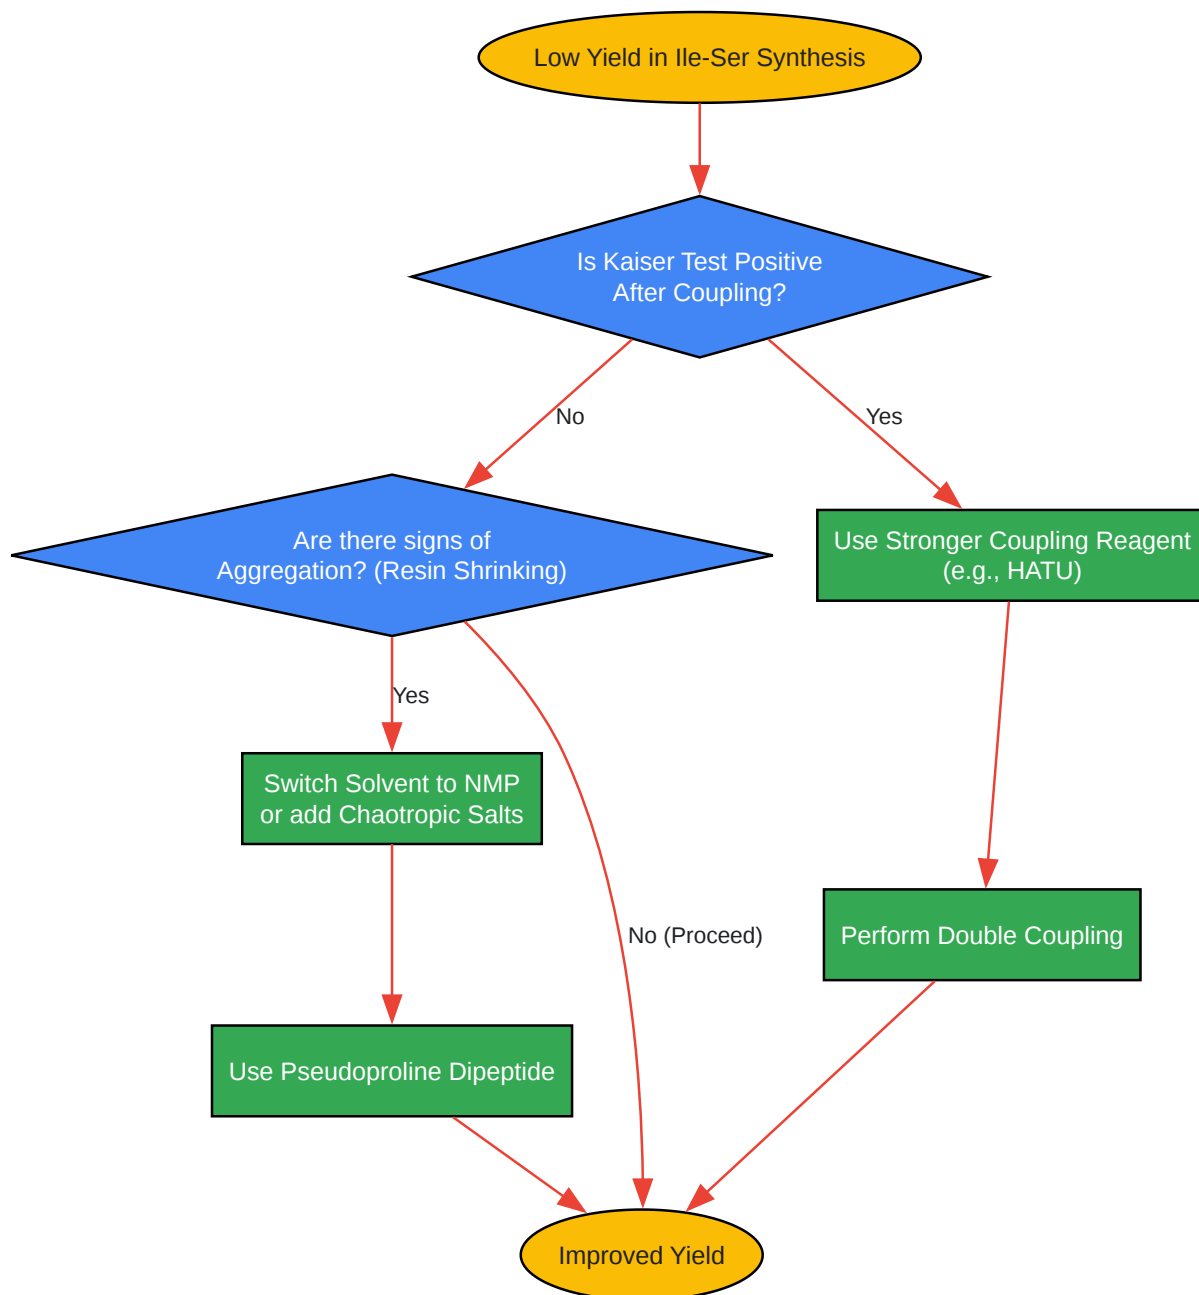 Low Yield in Ile-Ser Synthesis
Is Kaiser Test Positive
After Coupling?
No
Yes
Are there signs of
Aggregation? (Resin Shrinking)
Use Stronger Coupling Reagent
(e.g., HATU)
Yes
Switch Solvent to NMP
or add Chaotropic Salts
No (Proceed)
Perform Double Coupling
Use Pseudoproline Dipeptide
Improved Yield